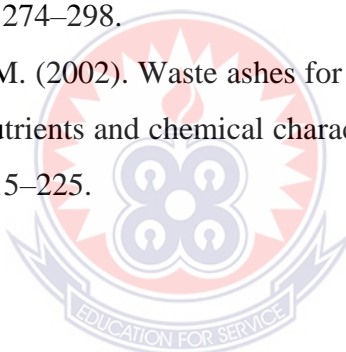 274–298.
M. (2002). Waste ashes for
utrients and chemical charac
5–225.
EDUCATION FOR SERVICE